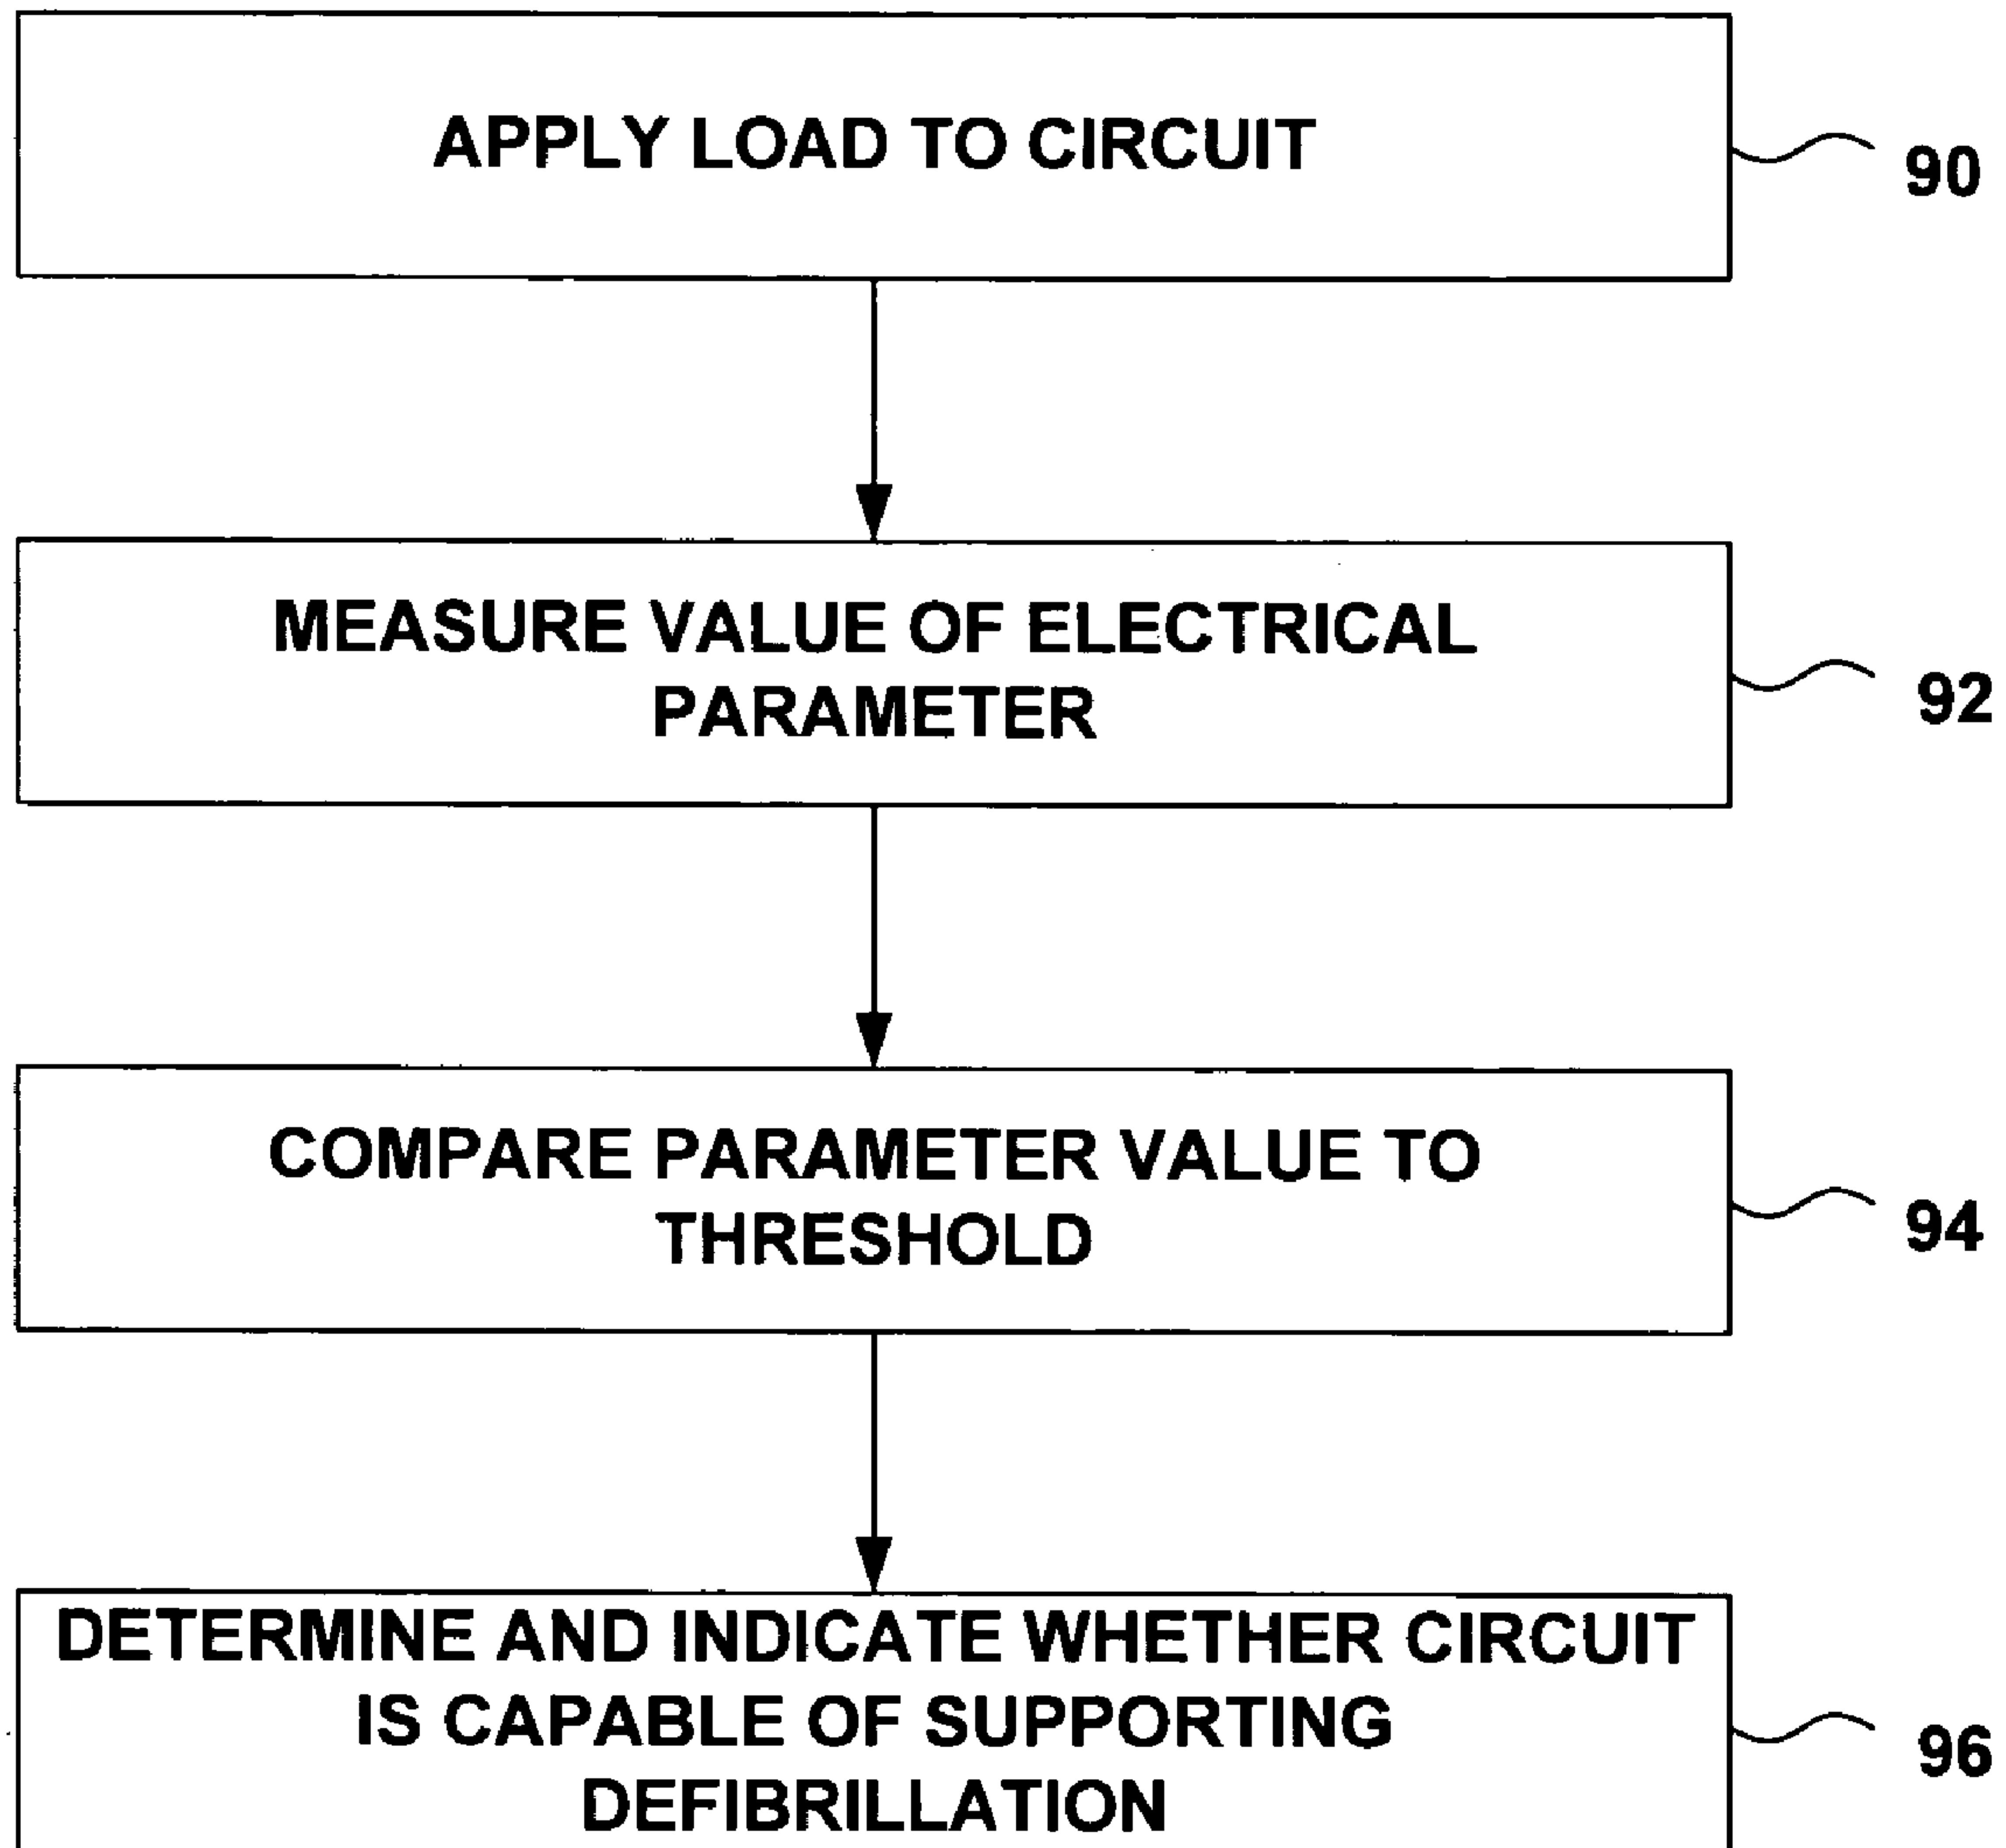 APPLY LOAD TO CIRCUIT
90
MEASURE VALUE OF ELECTRICAL
PARAMETER
92
COMPARE PARAMETER VALUE TO
THRESHOLD
94
DETERMINE AND INDICATE WHETHER CIRCUIT
IS CAPABLE OF SUPPORTING
DEFIBRILLATION
96